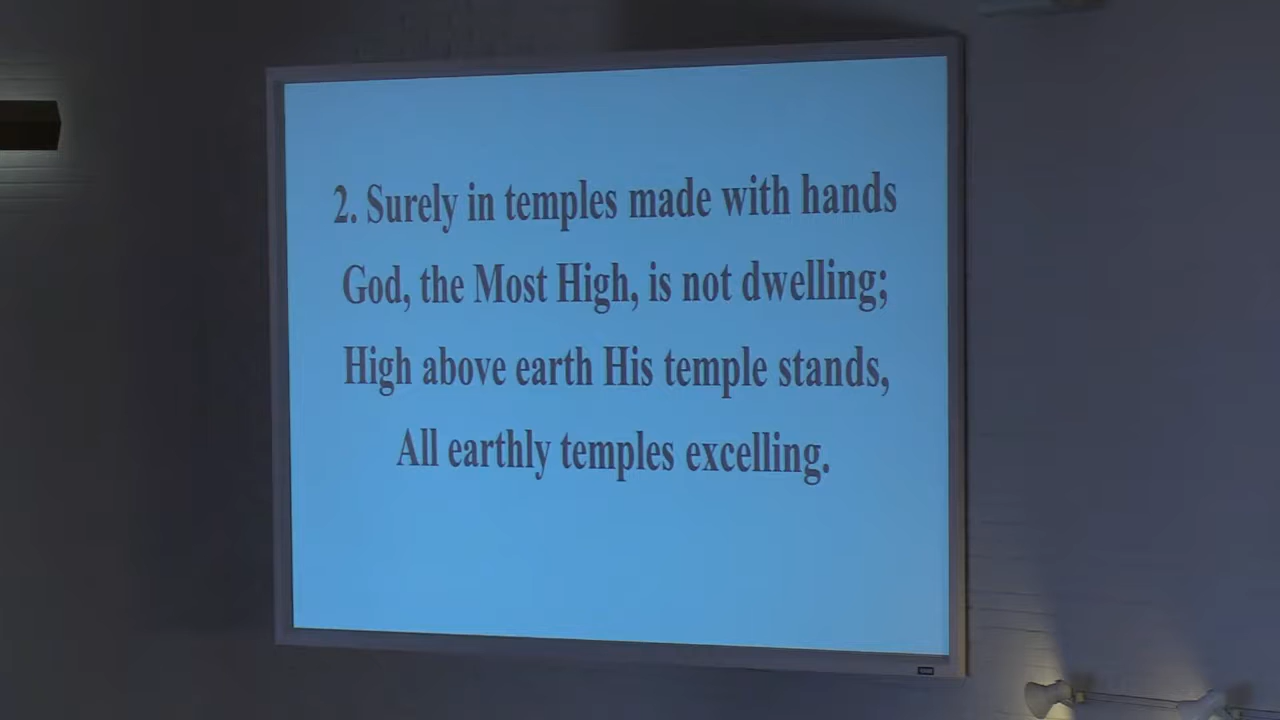 2. Surely in temples made with hands
God, the Most High, is not dwelling;
High above earth His temple stands,
All earthly temples excelling.